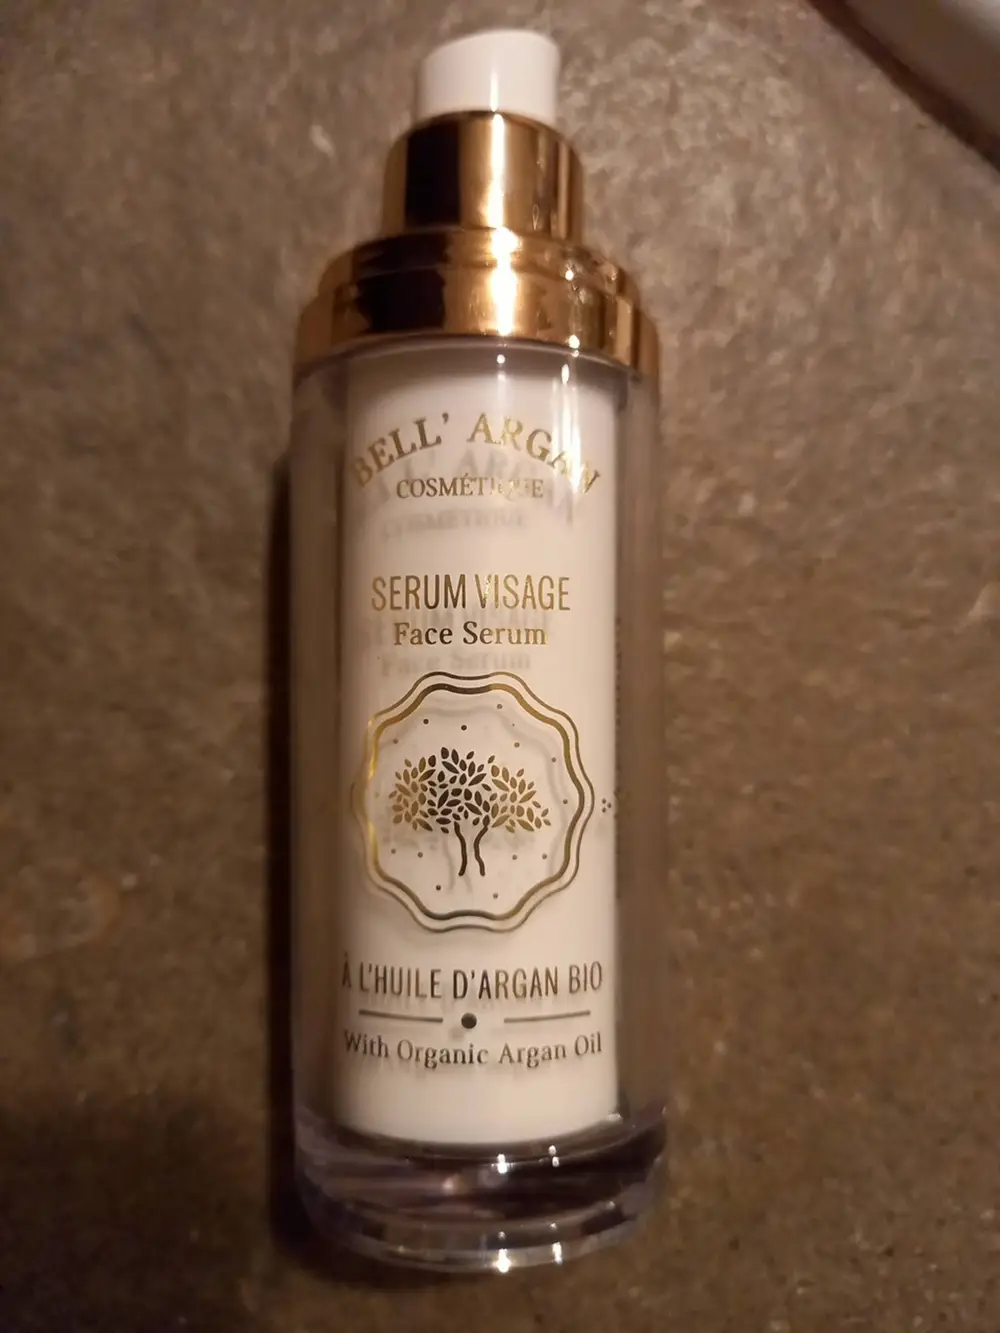 BELL' ARGAN
COSMÉTIQUE
SERUM VISAGE
Face Serum
À L'HUILE D'ARGAN BIO
With Organic Argan Oil